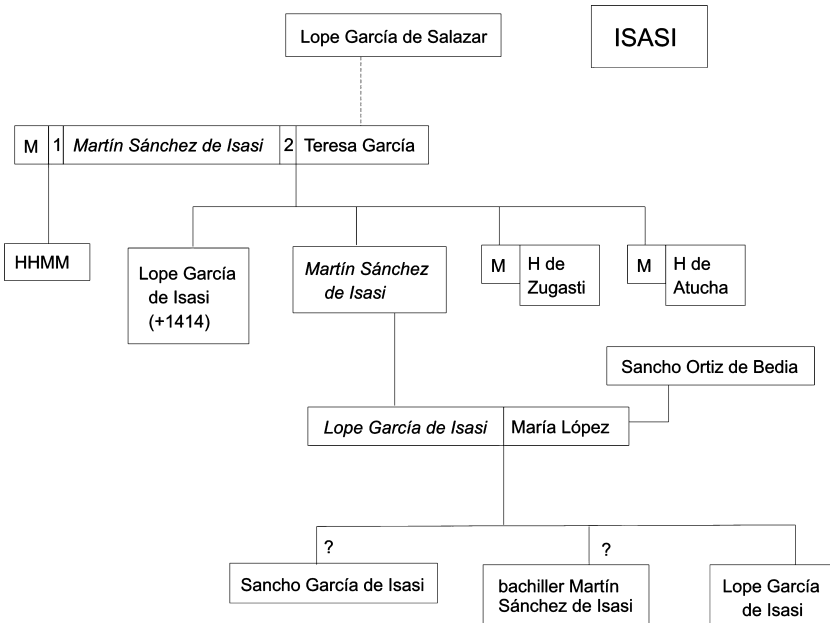 Lope García de Salazar
ISASI
M 1 Martín Sánchez de Isasi 2 Teresa García
HHMM
Lope García
de Isasi
(+1414)
Martín Sánchez
de Isasi
M H de
Zugasti
M H de
Atucha
Sancho Ortiz de Bedia
Lope García de Isasi María López
?
?
Sancho García de Isasi
bachiller Martín
Sánchez de Isasi
Lope García
de Isasi